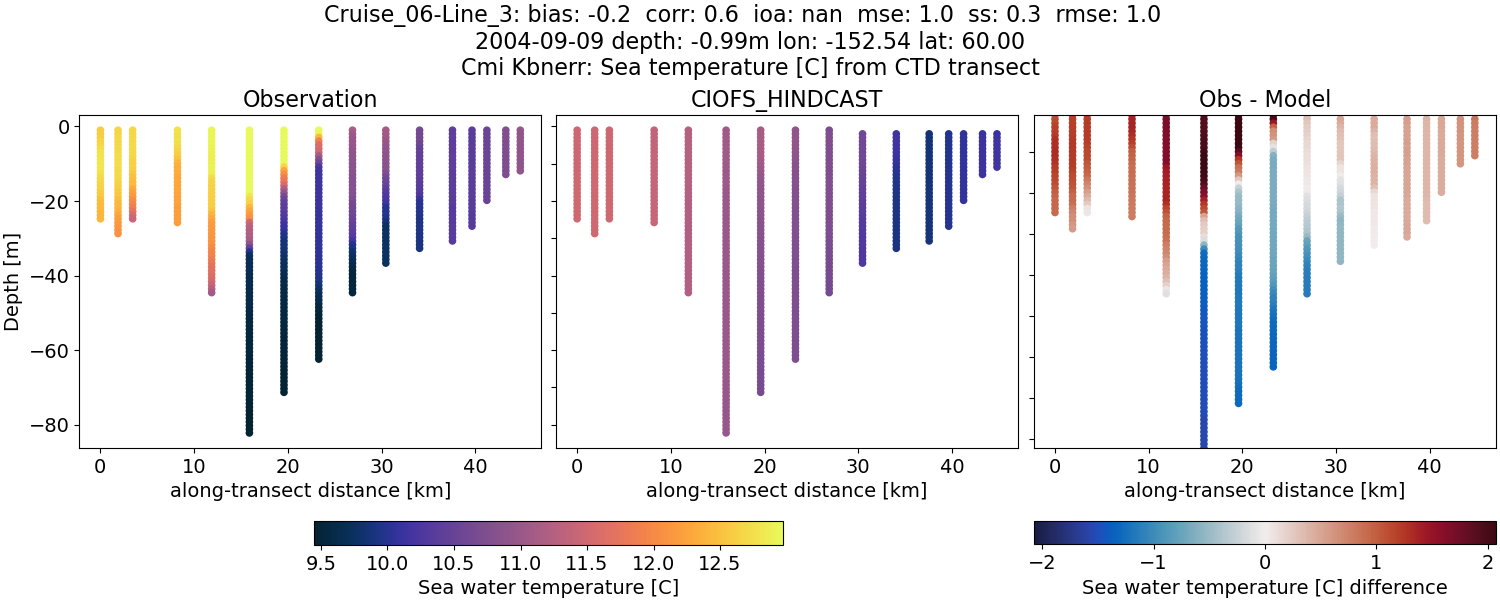 Cruise_06-Line_3: bias: -0.2  corr: 0.6  ioa: nan  mse: 1.0  ss: 0.3  rmse: 1.0
2004-09-09 depth: -0.99m lon: -152.54 lat: 60.00
Cmi Kbnerr: Sea temperature [C] from CTD transect
Observation
CIOFS_HINDCAST
Obs - Model
0
−20
−40
−60
−80
Depth [m]
0 10 20 30 40
0 10 20 30 40
0 10 20 30 40
along-transect distance [km]
along-transect distance [km]
along-transect distance [km]
9.5 10.0 10.5 11.0 11.5 12.0 12.5
Sea water temperature [C]
−2 −1 0 1 2
Sea water temperature [C] difference